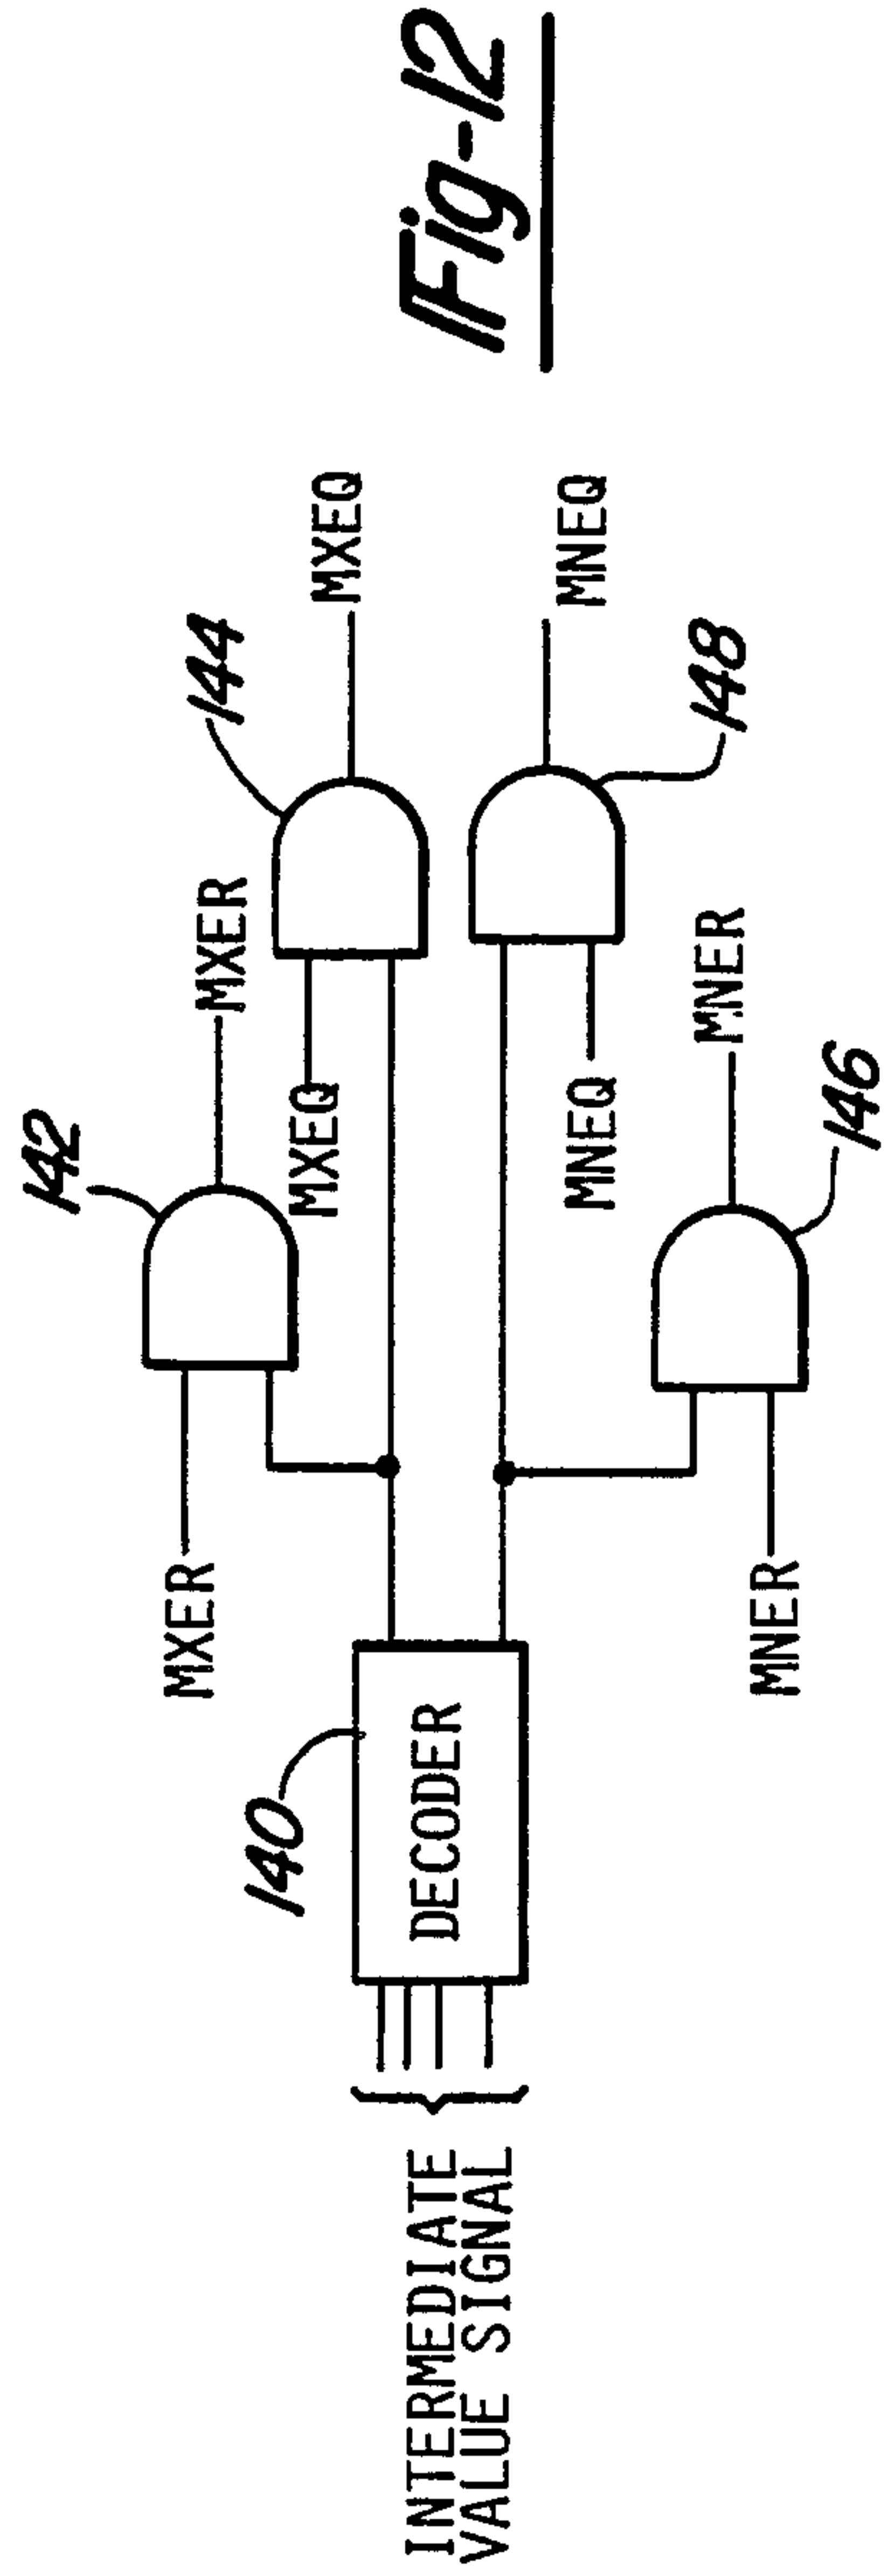 142
144
MXER
MXER
MXEQ
MXEQ
140
INTERMEDIATE
VALUE SIGNAL
DECODER
Fig-12
MNEQ
MNEQ
148
MNER
MNER
146